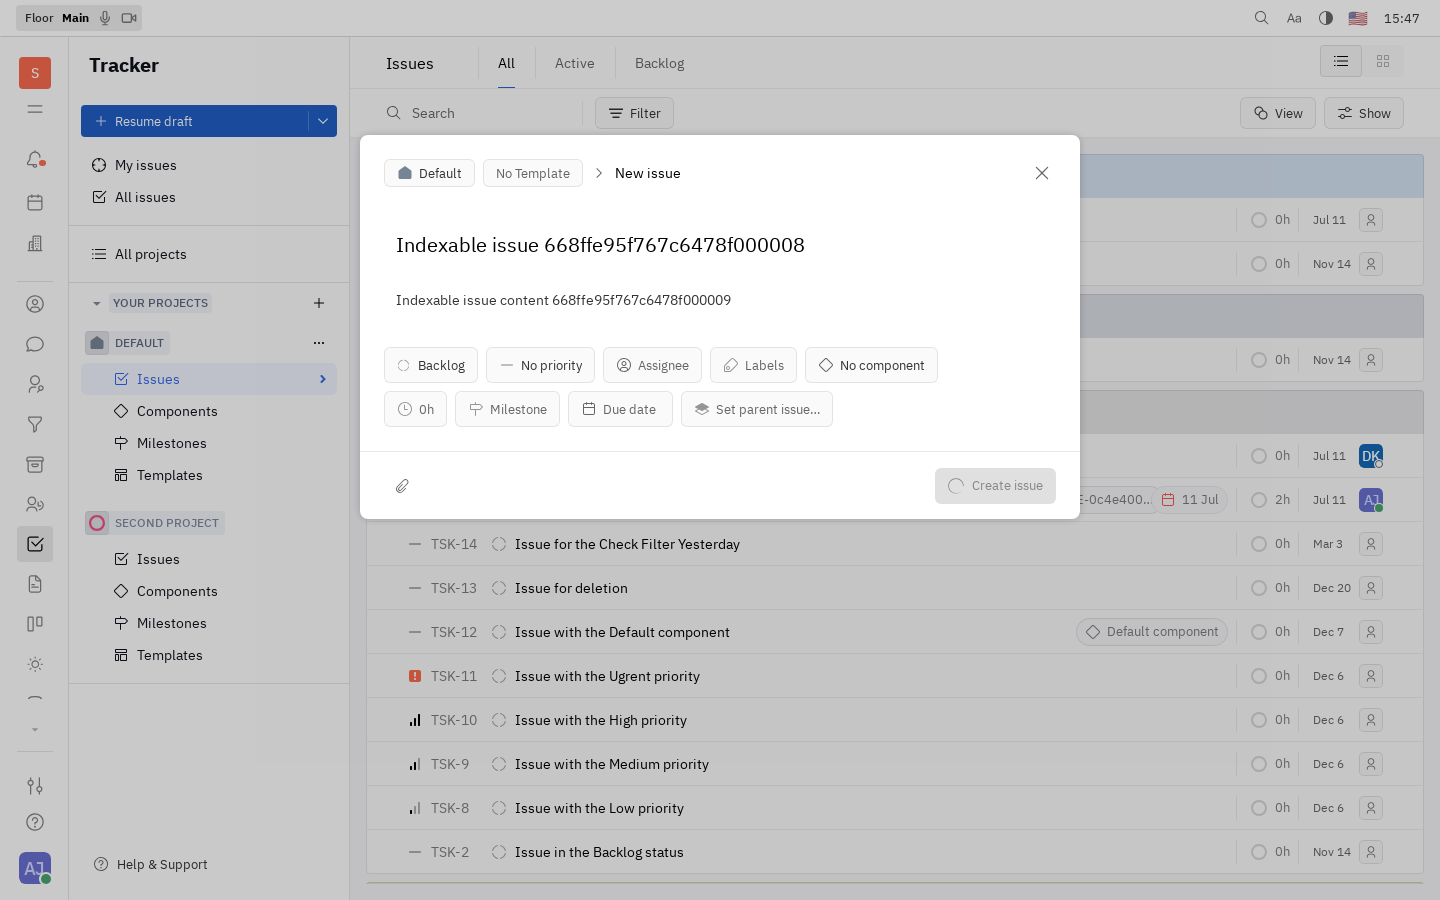 Floor Main
Aa
15:47
S
Tracker
Resume draft
My issues
All issues
All projects
YOUR PROJECTS
DEFAULT
Issues
Components
Milestones
Templates
SECOND PROJECT
Issues
Components
Milestones
Templates
Help & Support
AJ
Issues
All
Active
Backlog
Search
Filter
View
Show
Default
No Template
New issue
Indexable issue 668ffe95f767c6478f000008
Indexable issue content 668ffe95f767c6478f000009
Backlog
No priority
Assignee
Labels
No component
0h
Milestone
Due date
Set parent issue...
Create issue
0h Jul 11
0h Nov 14
0h Nov 14
0h Jul 11 DK
E-0c4e400... 11 Jul 2h Jul 11 AJ
TSK-14 Issue for the Check Filter Yesterday 0h Mar 3
TSK-13 Issue for deletion 0h Dec 20
TSK-12 Issue with the Default component Default component 0h Dec 7
TSK-11 Issue with the Ugrent priority 0h Dec 6
TSK-10 Issue with the High priority 0h Dec 6
TSK-9 Issue with the Medium priority 0h Dec 6
TSK-8 Issue with the Low priority 0h Dec 6
TSK-2 Issue in the Backlog status 0h Nov 14